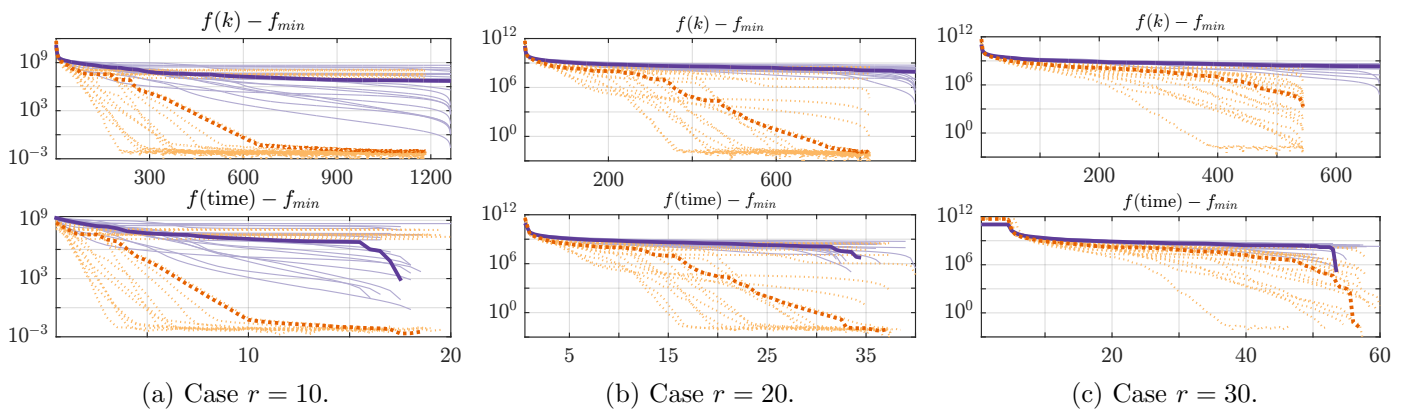 f(k) − f_min
10^9
10^3
10^{-3}
300 600 900 1200
f(time) − f_min
10^9
10^3
10^{-3}
10 20
(a) Case r = 10.
f(k) − f_min
10^12
10^6
10^0
200 600
f(time) − f_min
10^12
10^6
10^0
5 15 25 35
(b) Case r = 20.
f(k) − f_min
10^12
10^6
10^0
200 400 600
f(time) − f_min
10^12
10^6
10^0
20 40 60
(c) Case r = 30.